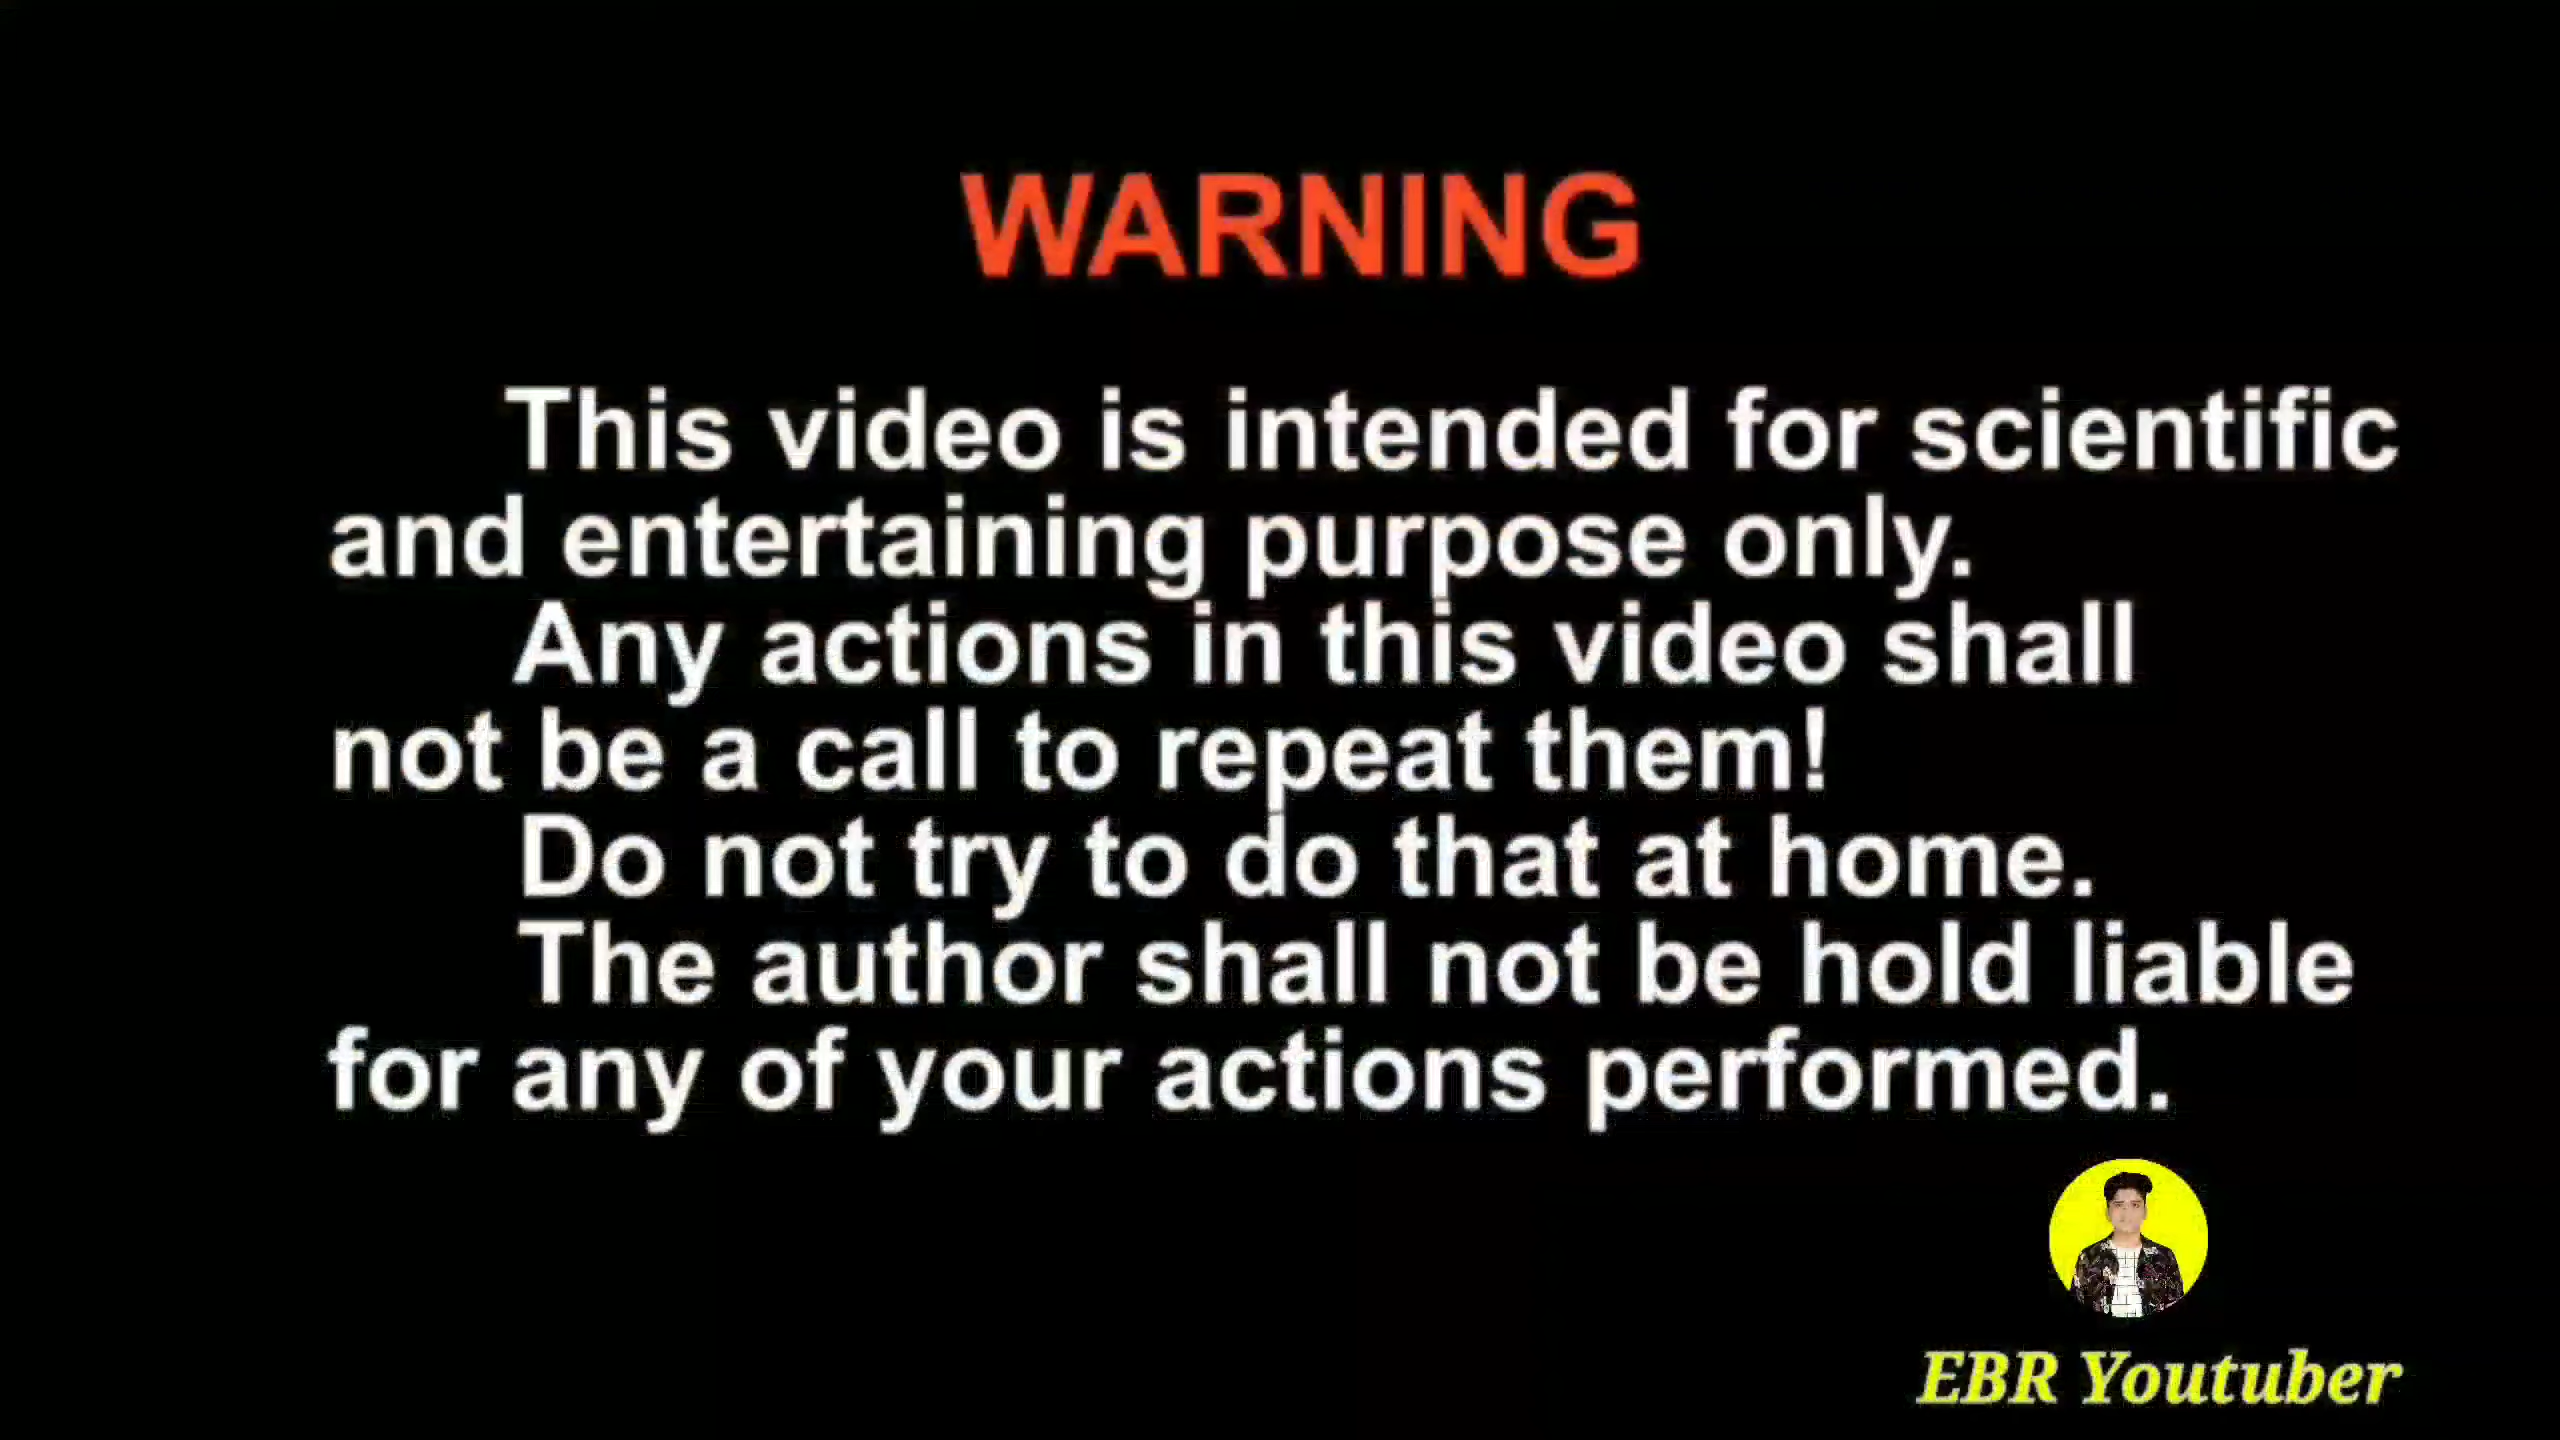 WARNING
This video is intended for scientific
and entertaining purpose only.
Any actions in this video shall
not be a call to repeat them!
Do not try to do that at home.
The author shall not be hold liable
for any of your actions performed.
EBR Youtuber